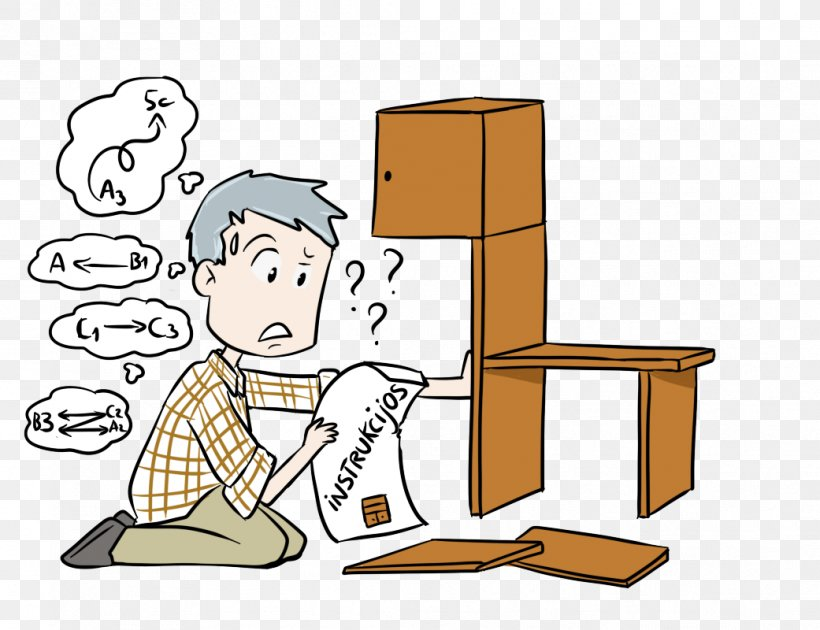 5c
A3
A ← B1
C1 → C3
B3 C2
A2
? ? ?
INSTRUKCIJOS